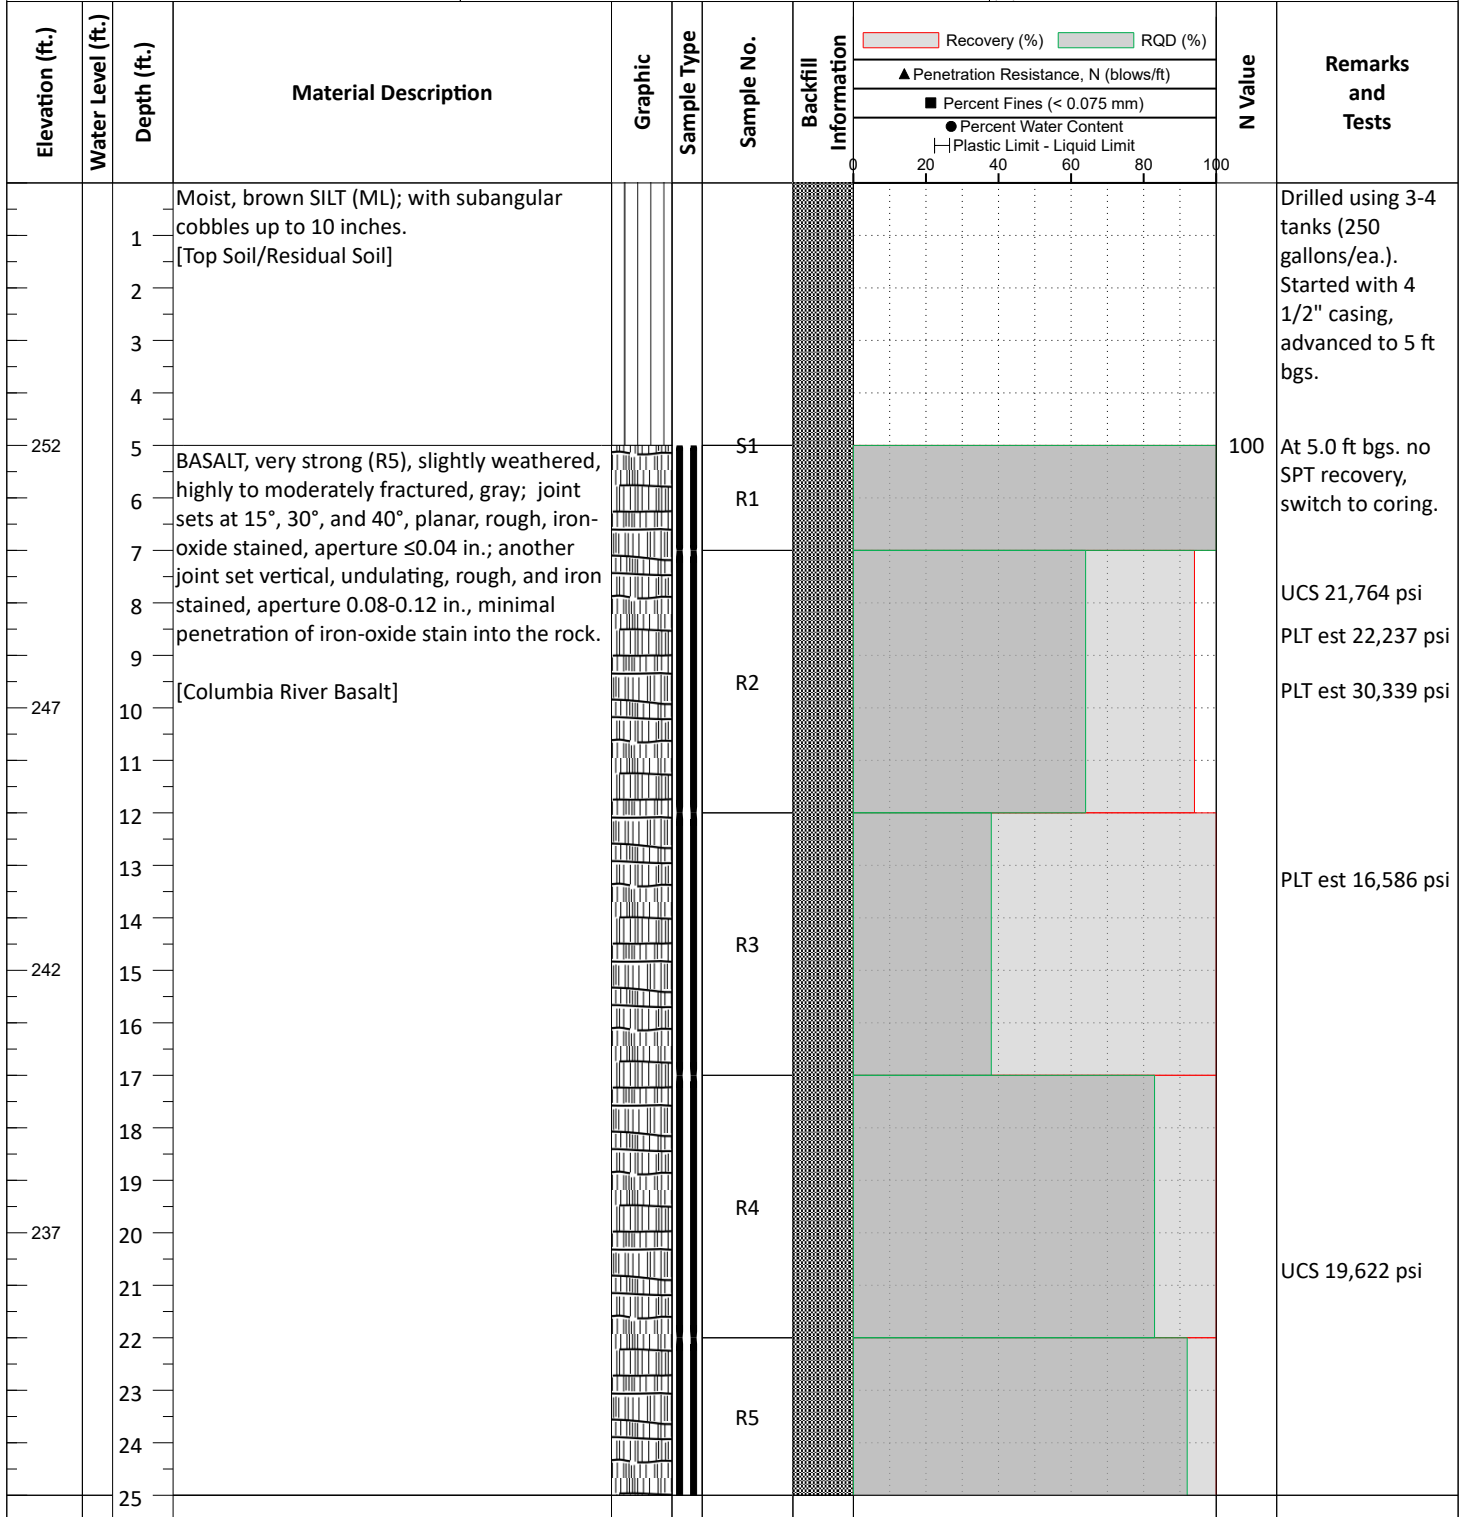 Elevation (ft.)
Water Level (ft.)
Depth (ft.)
Material Description
Graphic
Sample Type
Sample No.
Backfill
Information
Recovery (%)
RQD (%)
▲ Penetration Resistance, N (blows/ft)
■ Percent Fines (< 0.075 mm)
● Percent Water Content
Plastic Limit - Liquid Limit
0 20 40 60 80 100
N Value
Remarks
and
Tests
Moist, brown SILT (ML); with subangular
cobbles up to 10 inches.
[Top Soil/Residual Soil]
Drilled using 3-4
tanks (250
gallons/ea.).
Started with 4
1/2" casing,
advanced to 5 ft
bgs.
1
2
3
4
252
5
S1
100
At 5.0 ft bgs. no
SPT recovery,
switch to coring.
BASALT, very strong (R5), slightly weathered,
highly to moderately fractured, gray; joint
sets at 15°, 30°, and 40°, planar, rough, iron-
oxide stained, aperture ≤0.04 in.; another
joint set vertical, undulating, rough, and iron
stained, aperture 0.08-0.12 in., minimal
penetration of iron-oxide stain into the rock.
[Columbia River Basalt]
6
R1
7
8
UCS 21,764 psi
PLT est 22,237 psi
9
R2
PLT est 30,339 psi
247
10
11
12
13
PLT est 16,586 psi
14
R3
242
15
16
17
18
19
R4
237
20
21
UCS 19,622 psi
22
23
R5
24
25